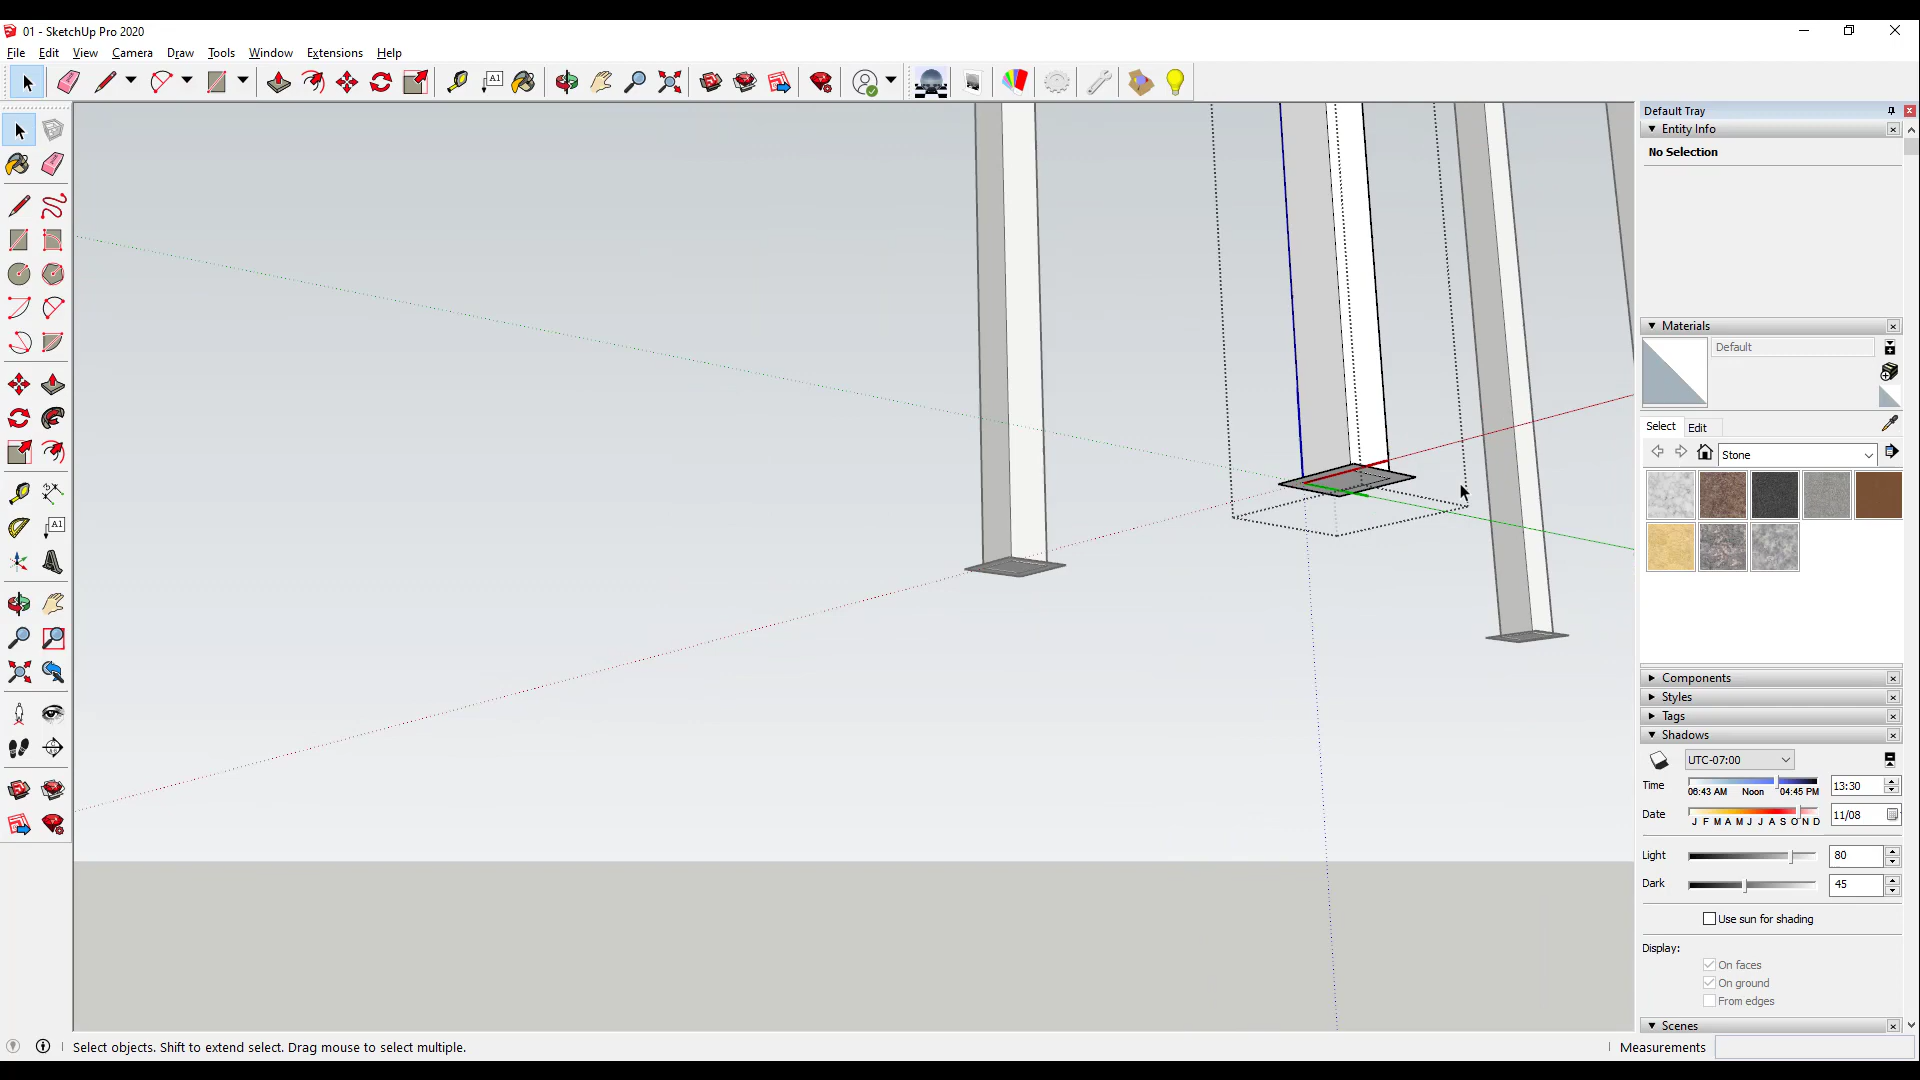 01 - SketchUp Pro 2020
File Edit View Camera Draw Tools Window Extensions Help
A1
Default Tray
Entity Info
No Selection
Materials
Default
Select Edit
Stone
A1
Components
Styles
Tags
Shadows
UTC-07:00
Time 06:43 AM Noon 04:45 PM 13:30
Date J F M A M J J A S O N D 11/08
Light 80
Dark 45
Use sun for shading
Display:
On faces
On ground
From edges
Scenes
Select objects. Shift to extend select. Drag mouse to select multiple. Measurements